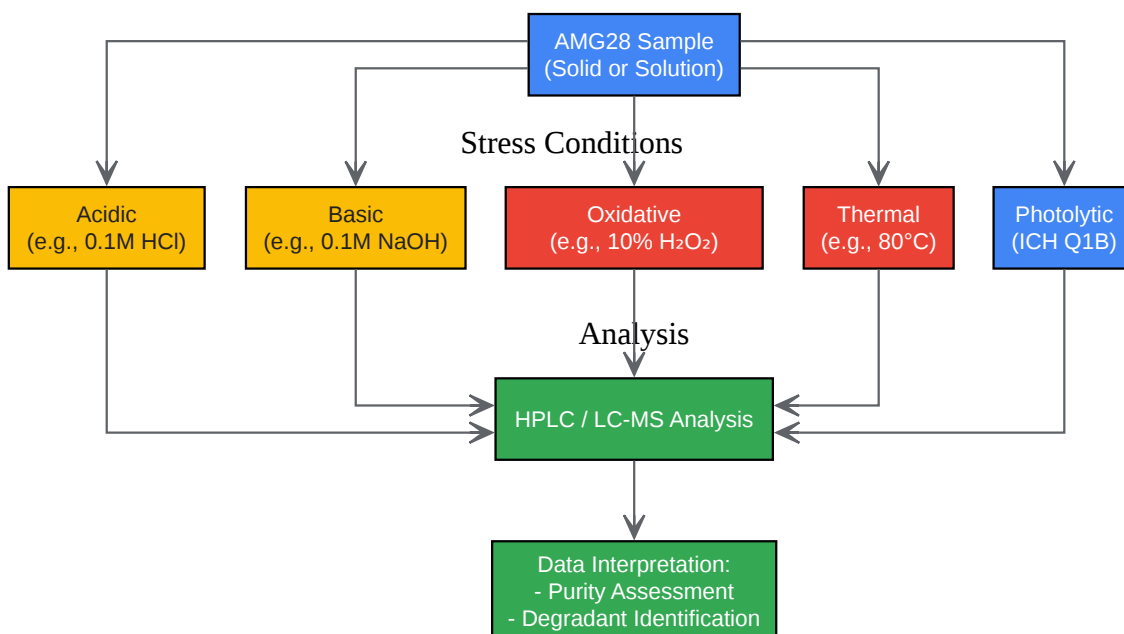 AMG28 Sample
(Solid or Solution)
Stress Conditions
Acidic
(e.g., 0.1M HCl)
Basic
(e.g., 0.1M NaOH)
Oxidative
(e.g., 10% H₂O₂)
Thermal
(e.g., 80°C)
Photolytic
(ICH Q1B)
Analysis
HPLC / LC-MS Analysis
Data Interpretation:
- Purity Assessment
- Degradant Identification